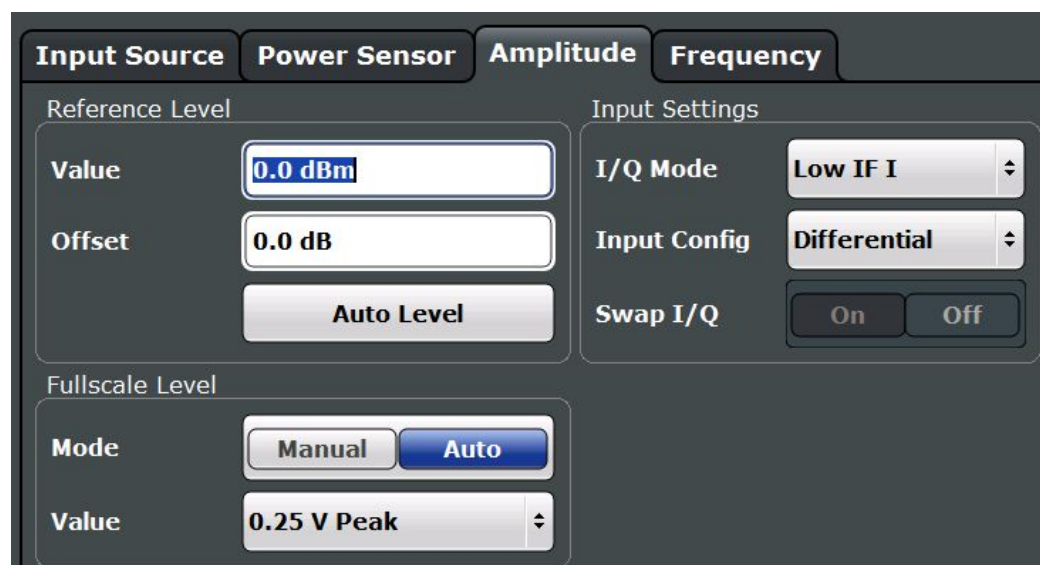 Input Source Power Sensor Amplitude Frequency
Reference Level
Value 0.0 dBm
Offset 0.0 dB
Auto Level
Input Settings
I/Q Mode Low IF I
Input Config Differential
Swap I/Q On Off
Fullscale Level
Mode Manual Auto
Value 0.25 V Peak